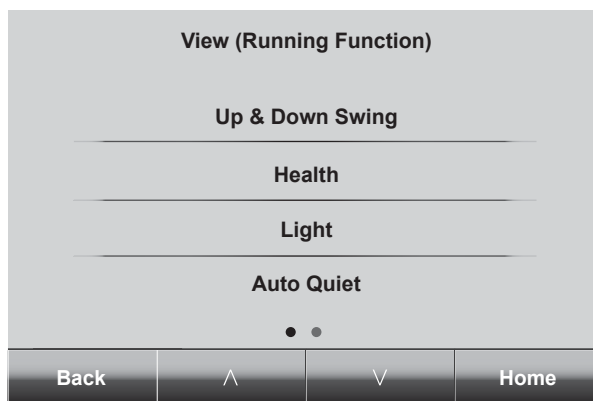 View (Running Function)
Up & Down Swing
Health
Light
Auto Quiet
Back ∧ ∨ Home